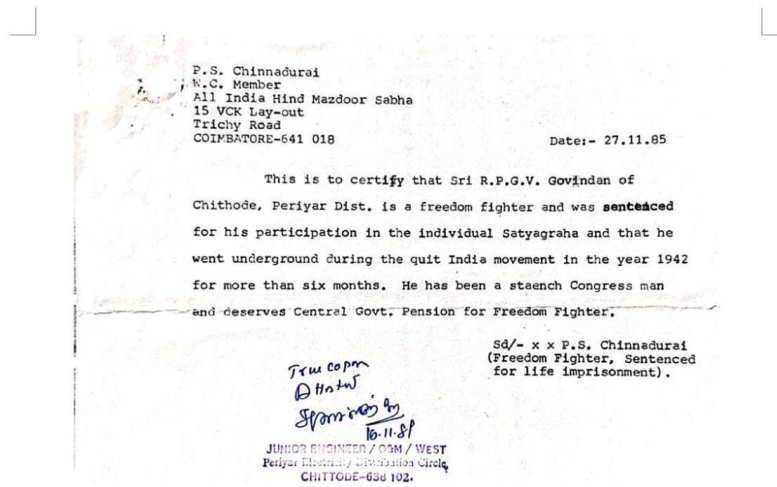 P.S. Chinnadurai
W.C. Member
All India Hind Mazdoor Sabha
15 VCK Lay-out
Trichy Road
COIMBATORE-641 018
Date:- 27.11.85
This is to certify that Sri R.P.G.V. Govindan of
Chithode, Periyar Dist. is a freedom fighter and was sentenced
for his participation in the individual Satyagraha and that he
went underground during the quit India movement in the year 1942
for more than six months. He has been a staench Congress man
and deserves Central Govt. Pension for Freedom Fighter.
Sd/- x x P.S. Chinnadurai
(Freedom Fighter, Sentenced
for life imprisonment).
True copy
JUNIOR ENGINEER / O&M / WEST
Periyar Electricity Distribution Circle,
CHITTODE-638 102.